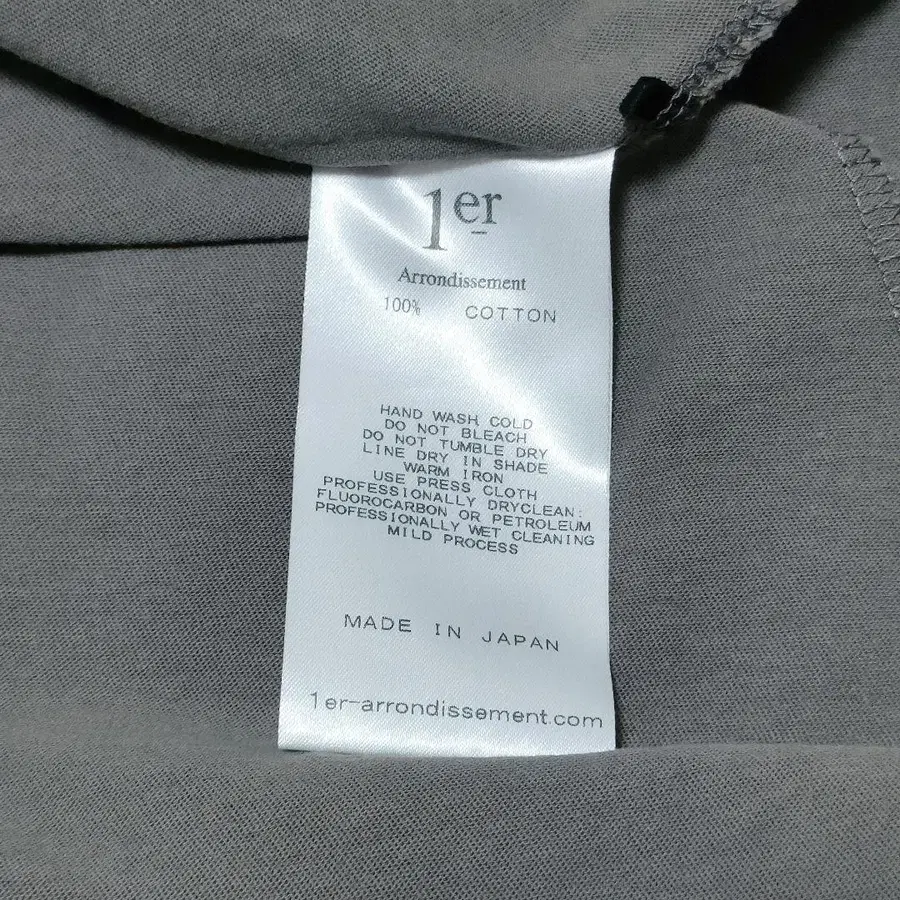 1er
Arrondissement
100% COTTON
HAND WASH COLD
DO NOT BLEACH
DO NOT TUMBLE DRY
LINE DRY IN SHADE
WARM IRON
USE PRESS CLOTH
PROFESSIONALLY DRYCLEAN:
FLUOROCARBON OR PETROLEUM
PROFESSIONALLY WET CLEANING
MILD PROCESS
MADE IN JAPAN
1er-arrondissement.com